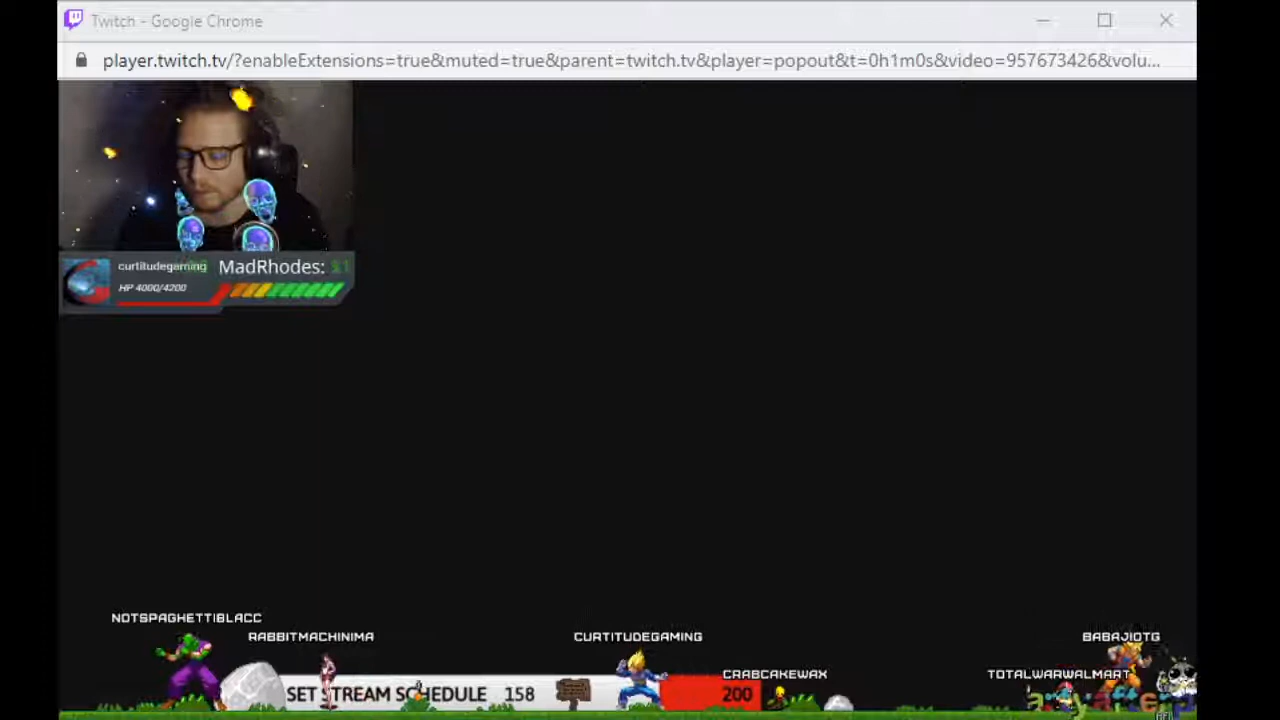 Twitch - Google Chrome
player.twitch.tv/?enableExtensions=true&muted=true&parent=twitch.tv&player=popout&t=0h1m0s&video=957673426&volu...
curtitudegaming MadRhodes: $1
HP 4000/4200
NOTSPAGHETTIBLACC
RABBITMACHINIMA
CURTITUDEGAMING
BABAJIOTG
CRABCAKEWAX
TOTALWARWALMART
SET STREAM SCHEDULE 158
200